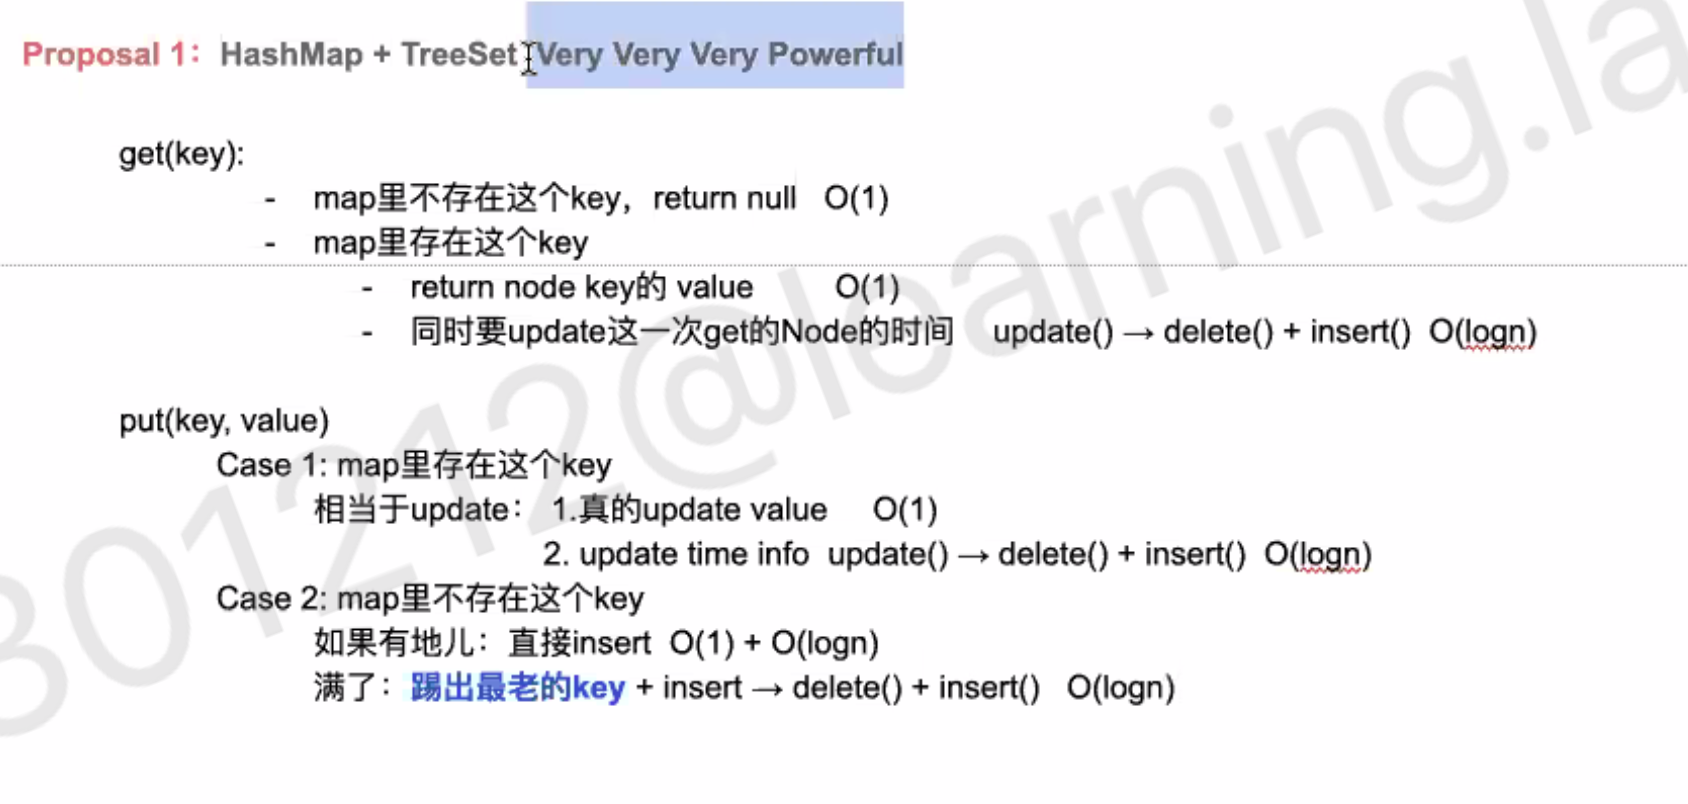 Proposal 1: HashMap + TreeSet Very Very Very Powerful
get(key):
- map里不存在这个key，return null O(1)
- map里存在这个key
- return node key的 value O(1)
- 同时要update这一次get的Node的时间 update() → delete() + insert() O(logn)
put(key, value)
Case 1: map里存在这个key
相当于update： 1.真的update value O(1)
2. update time info update() → delete() + insert() O(logn)
Case 2: map里不存在这个key
如果有地儿：直接insert O(1) + O(logn)
满了：踢出最老的key + insert → delete() + insert() O(logn)
301212@learning.la